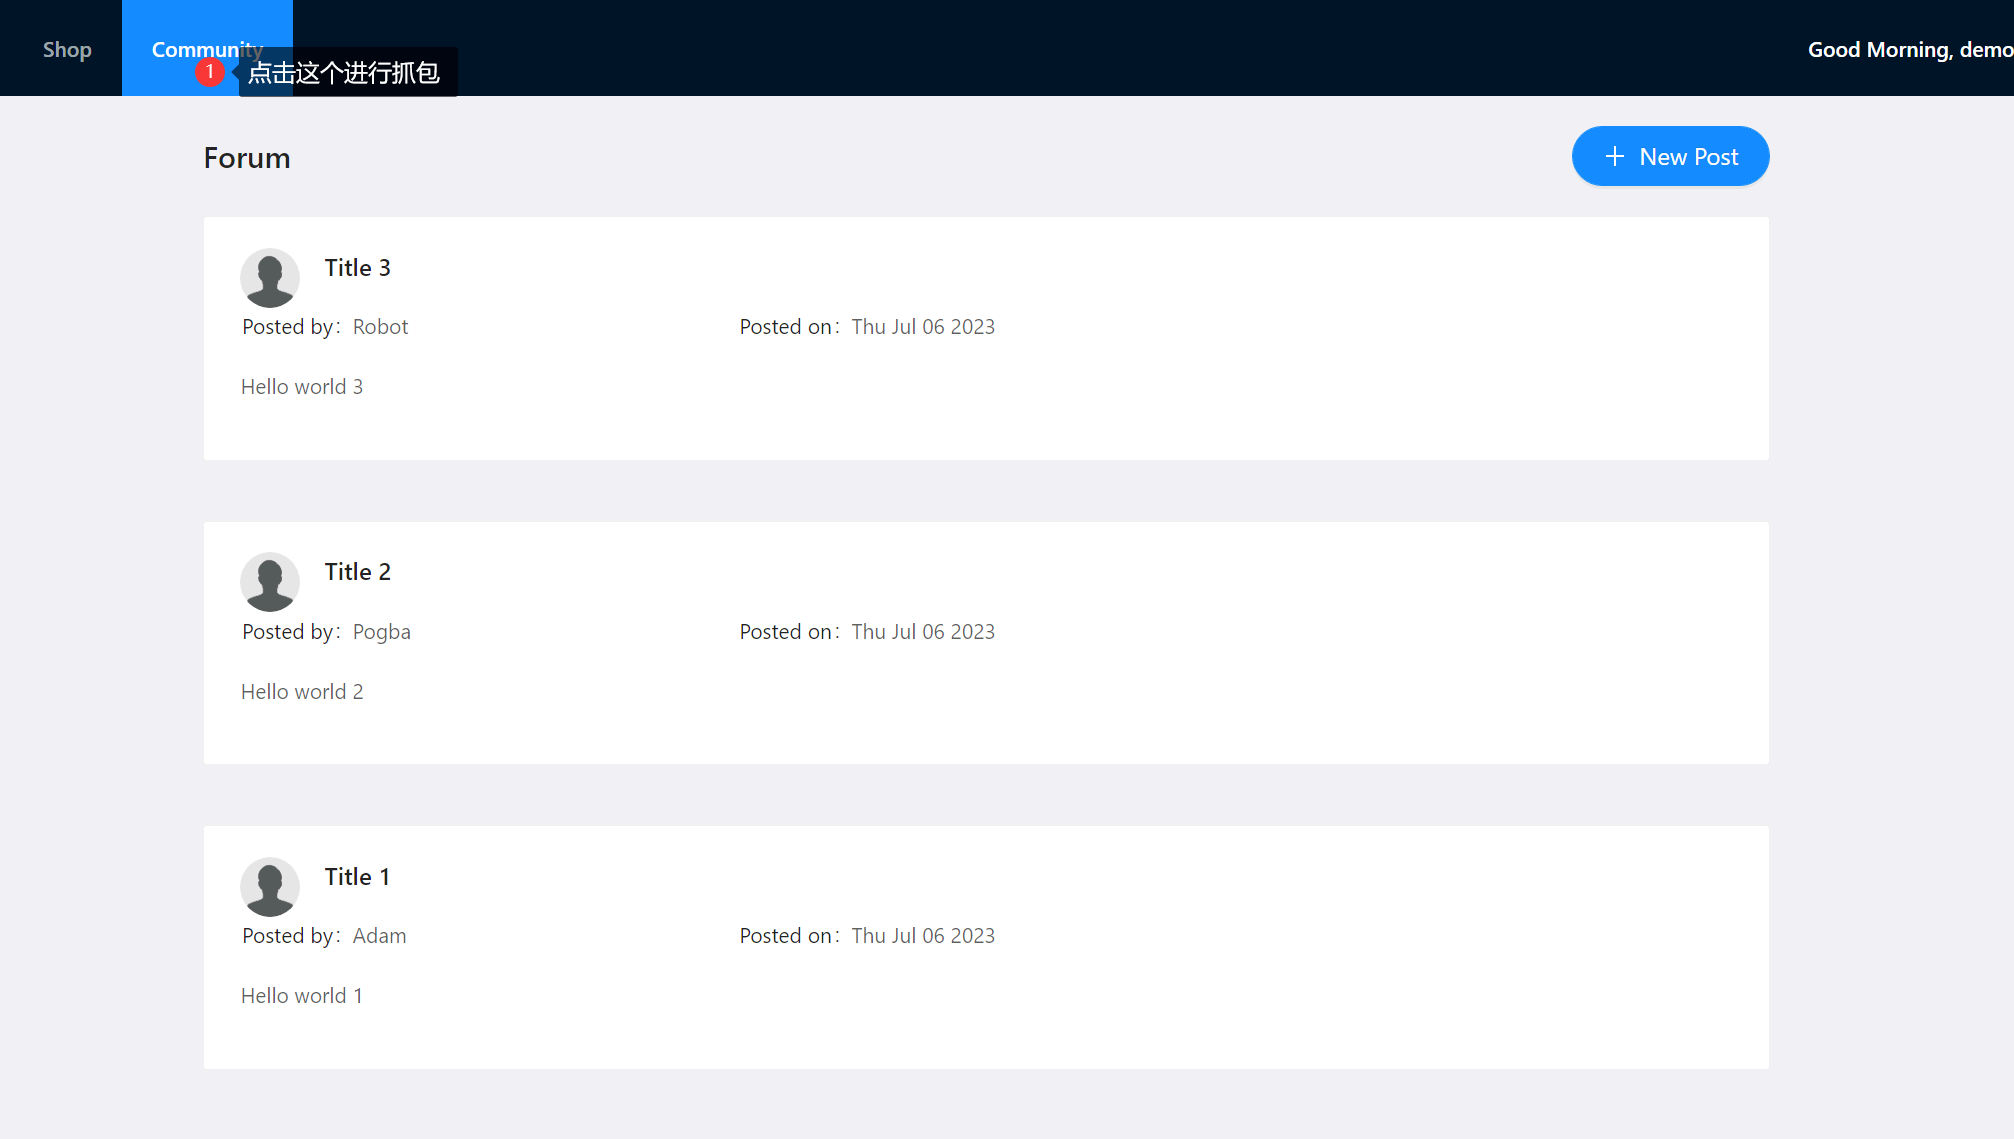 Shop
Community
Good Morning, demo
1
点击这个进行抓包
Forum
New Post
Title 3
Posted by: Robot
Posted on: Thu Jul 06 2023
Hello world 3
Title 2
Posted by: Pogba
Posted on: Thu Jul 06 2023
Hello world 2
Title 1
Posted by: Adam
Posted on: Thu Jul 06 2023
Hello world 1